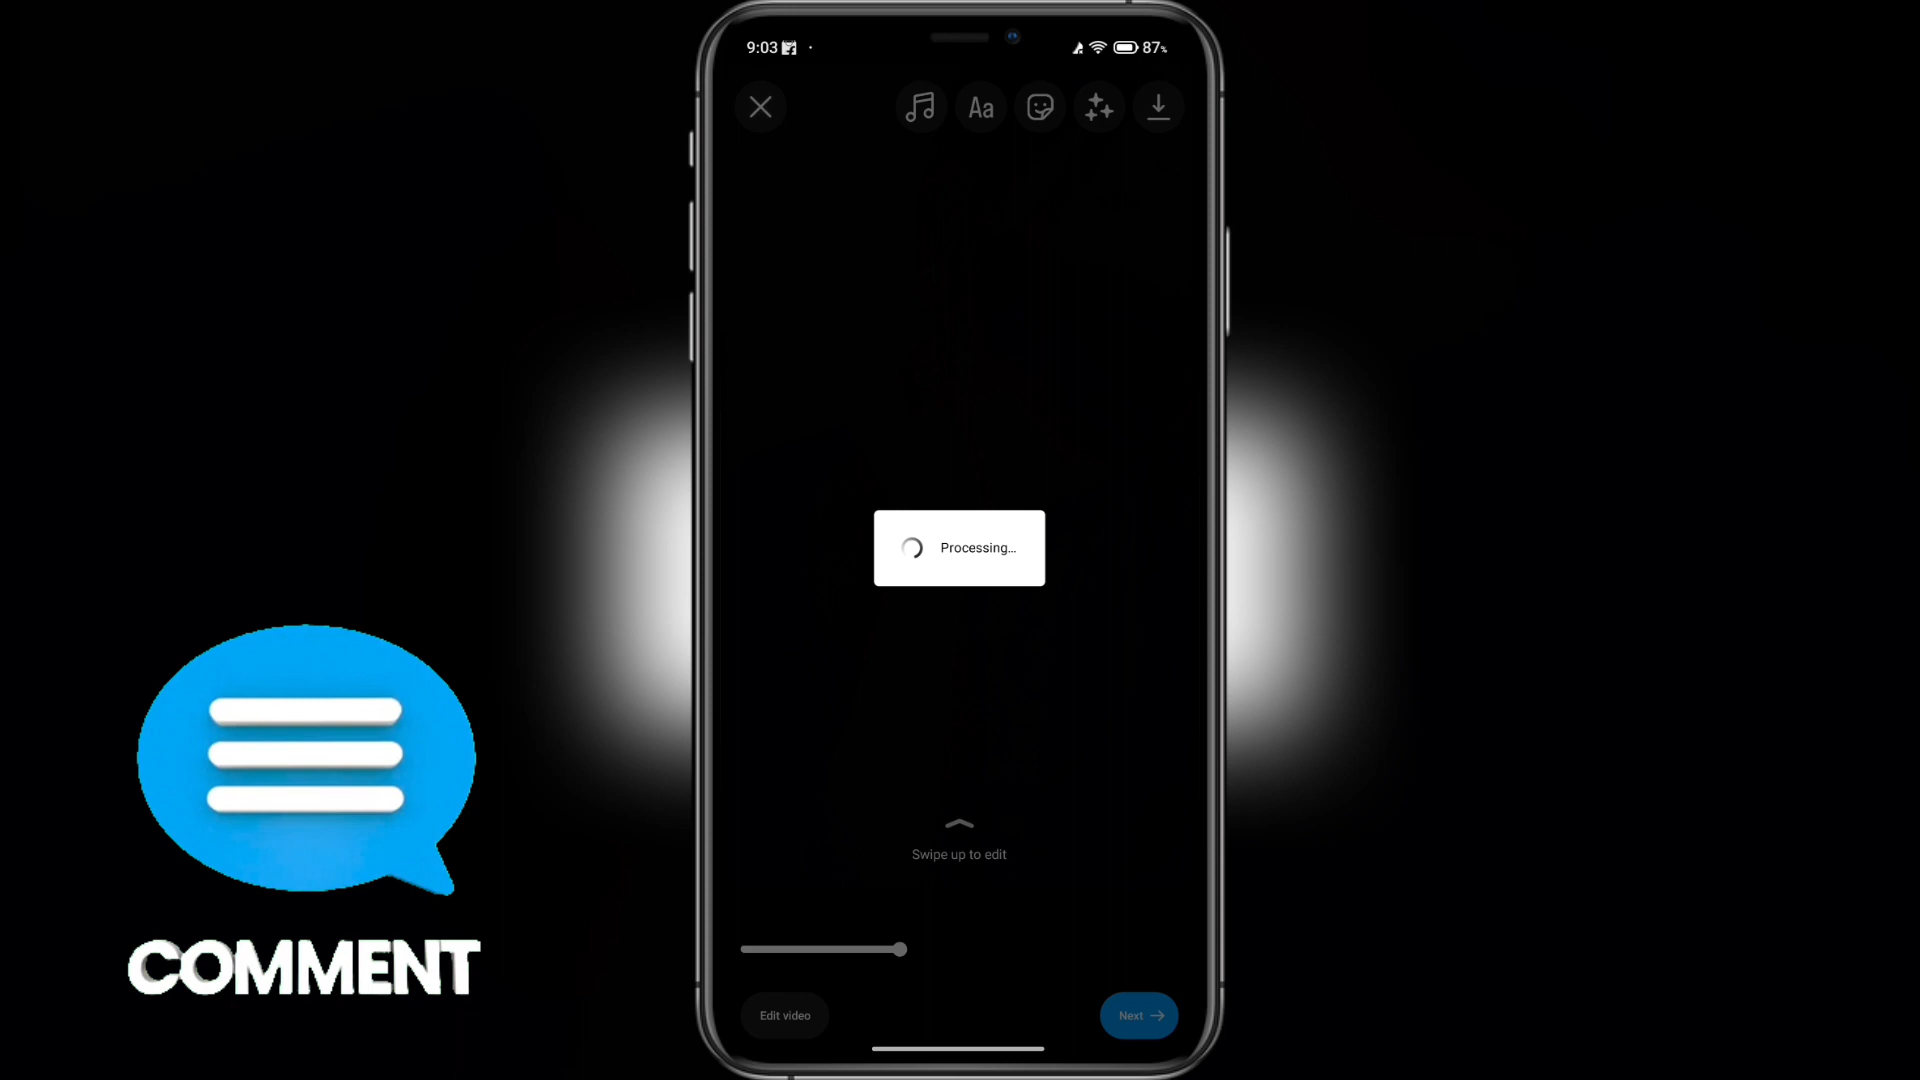 9:03
87%
Aa
Processing...
Swipe up to edit
Edit video
Next
COMMENT